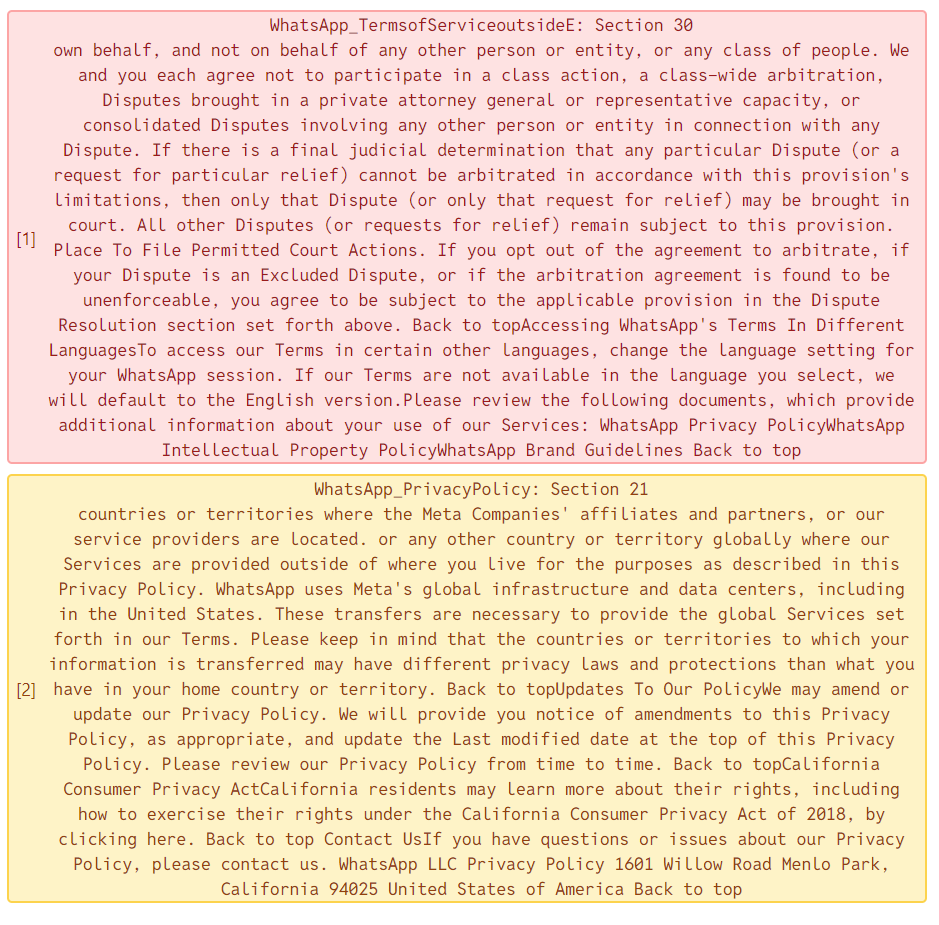 WhatsApp_TermsofServiceoutsideE: Section 30
own behalf, and not on behalf of any other person or entity, or any class of people. We
and you each agree not to participate in a class action, a class-wide arbitration,
Disputes brought in a private attorney general or representative capacity, or
consolidated Disputes involving any other person or entity in connection with any
Dispute. If there is a final judicial determination that any particular Dispute (or a
request for particular relief) cannot be arbitrated in accordance with this provision's
limitations, then only that Dispute (or only that request for relief) may be brought in
court. All other Disputes (or requests for relief) remain subject to this provision.
[1]
Place To File Permitted Court Actions. If you opt out of the agreement to arbitrate, if
your Dispute is an Excluded Dispute, or if the arbitration agreement is found to be
unenforceable, you agree to be subject to the applicable provision in the Dispute
Resolution section set forth above. Back to topAccessing WhatsApp's Terms In Different
LanguagesTo access our Terms in certain other languages, change the language setting for
your WhatsApp session. If our Terms are not available in the language you select, we
will default to the English version.Please review the following documents, which provide
additional information about your use of our Services: WhatsApp Privacy PolicyWhatsApp
Intellectual Property PolicyWhatsApp Brand Guidelines Back to top
WhatsApp_PrivacyPolicy: Section 21
countries or territories where the Meta Companies' affiliates and partners, or our
service providers are located. or any other country or territory globally where our
Services are provided outside of where you live for the purposes as described in this
Privacy Policy. WhatsApp uses Meta's global infrastructure and data centers, including
in the United States. These transfers are necessary to provide the global Services set
forth in our Terms. Please keep in mind that the countries or territories to which your
information is transferred may have different privacy laws and protections than what you
[2] have in your home country or territory. Back to topUpdates To Our PolicyWe may amend or
update our Privacy Policy. We will provide you notice of amendments to this Privacy
Policy, as appropriate, and update the Last modified date at the top of this Privacy
Policy. Please review our Privacy Policy from time to time. Back to topCalifornia
Consumer Privacy ActCalifornia residents may learn more about their rights, including
how to exercise their rights under the California Consumer Privacy Act of 2018, by
clicking here. Back to top Contact UsIf you have questions or issues about our Privacy
Policy, please contact us. WhatsApp LLC Privacy Policy 1601 Willow Road Menlo Park,
California 94025 United States of America Back to top